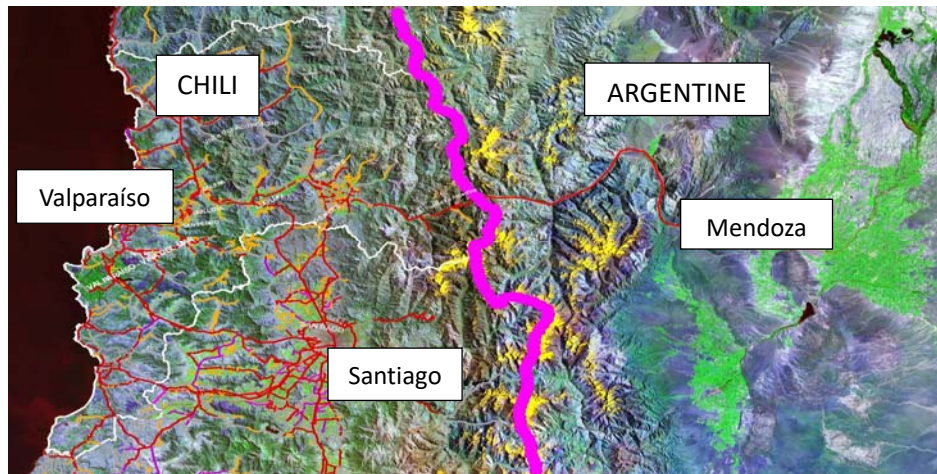 CHILI
ARGENTINE
Valparaíso
Mendoza
Santiago